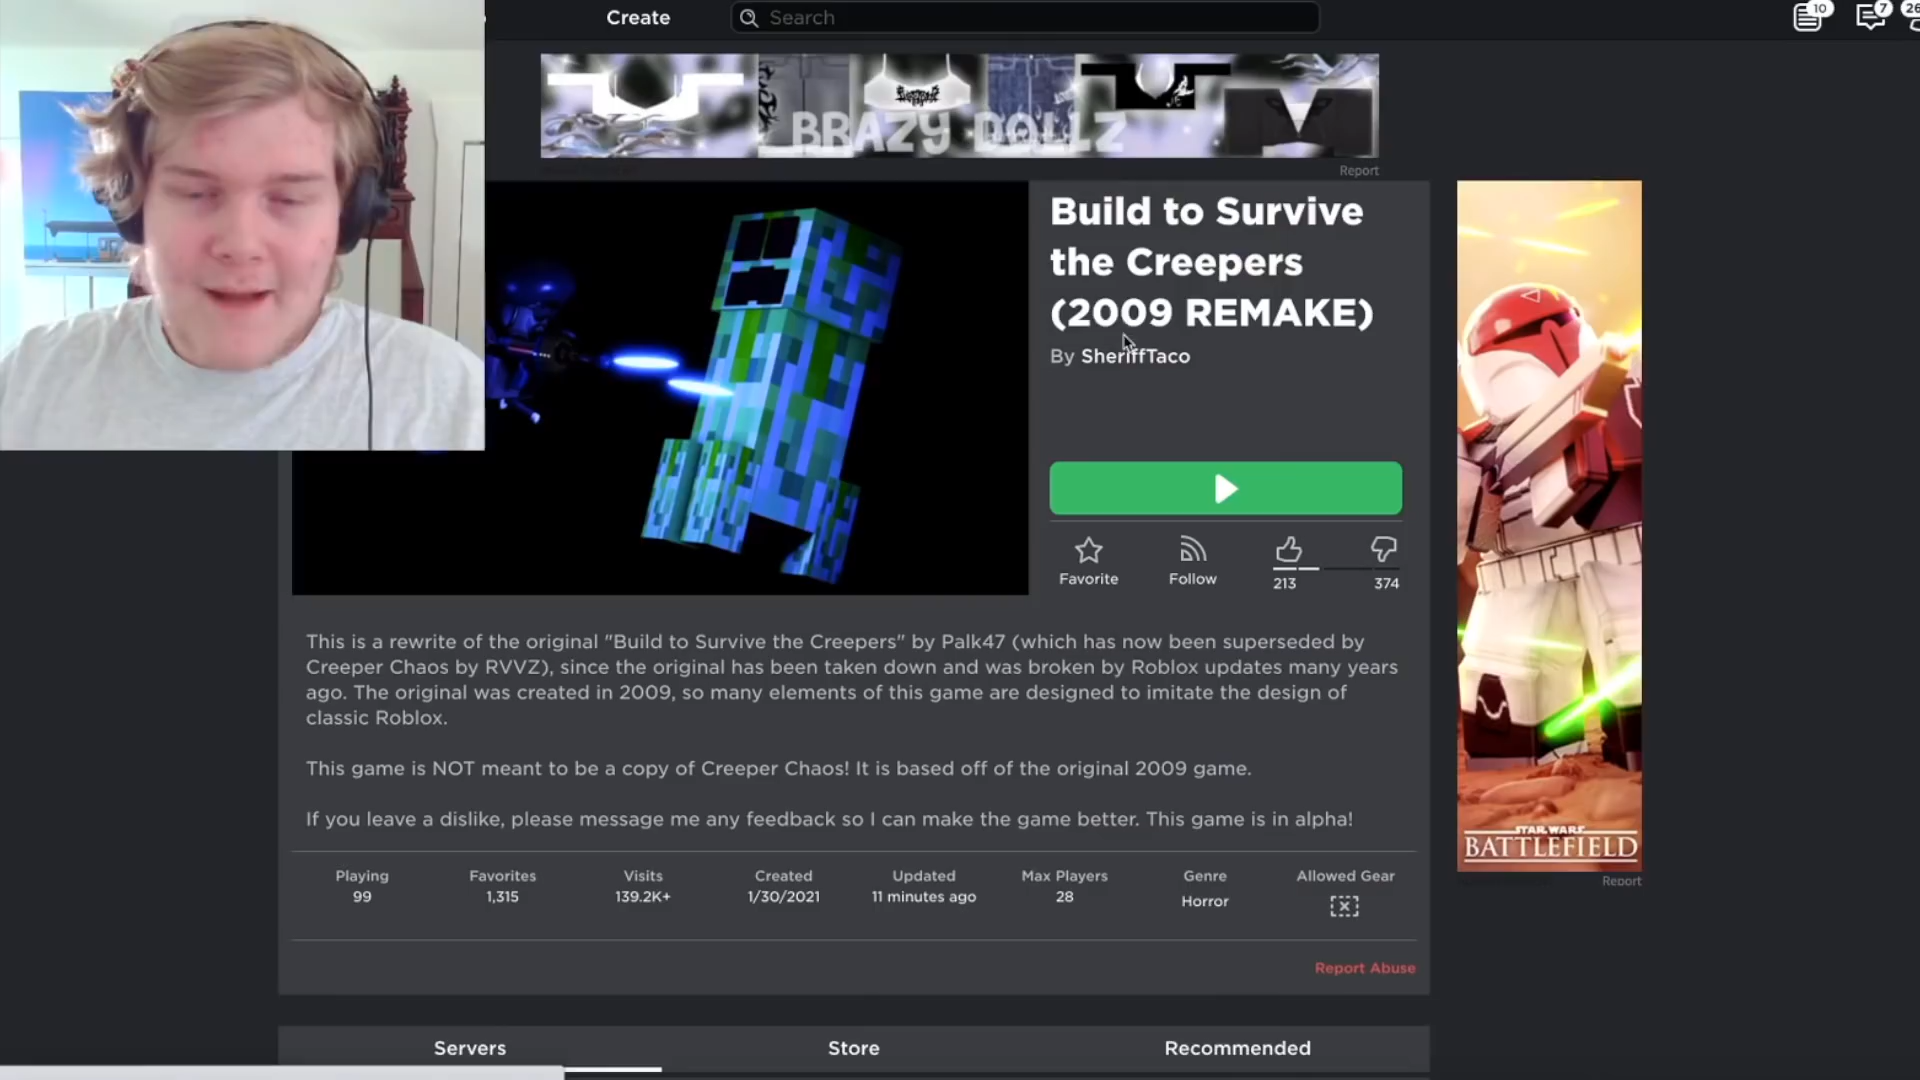 Create
Search
10
7
26
BRAZY DOLLZ
Report
Build to Survive
the Creepers
(2009 REMAKE)
By SheriffTaco
Favorite
Follow
213
374
This is a rewrite of the original "Build to Survive the Creepers" by Palk47 (which has now been superseded by
Creeper Chaos by RVVZ), since the original has been taken down and was broken by Roblox updates many years
ago. The original was created in 2009, so many elements of this game are designed to imitate the design of
classic Roblox.
This game is NOT meant to be a copy of Creeper Chaos! It is based off of the original 2009 game.
If you leave a dislike, please message me any feedback so I can make the game better. This game is in alpha!
STAR WARS
BATTLEFIELD
Report
Playing
99
Favorites
1,315
Visits
139.2K+
Created
1/30/2021
Updated
11 minutes ago
Max Players
28
Genre
Horror
Allowed Gear
Report Abuse
Servers
Store
Recommended